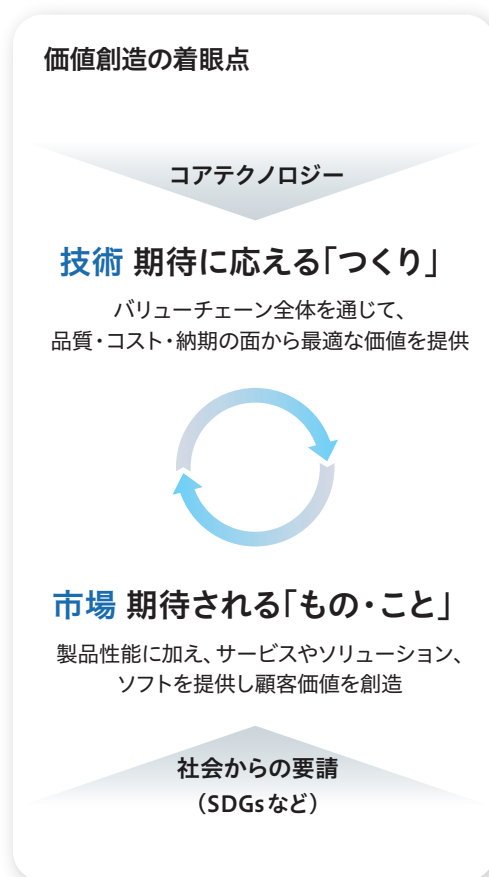 価値創造の着眼点
コアテクノロジー
技術 期待に応える「つくり」
バリューチェーン全体を通じて、
品質・コスト・納期の面から最適な価値を提供
市場 期待される「もの・こと」
製品性能に加え、サービスやソリューション、
ソフトを提供し顧客価値を創造
社会からの要請
（SDGsなど）